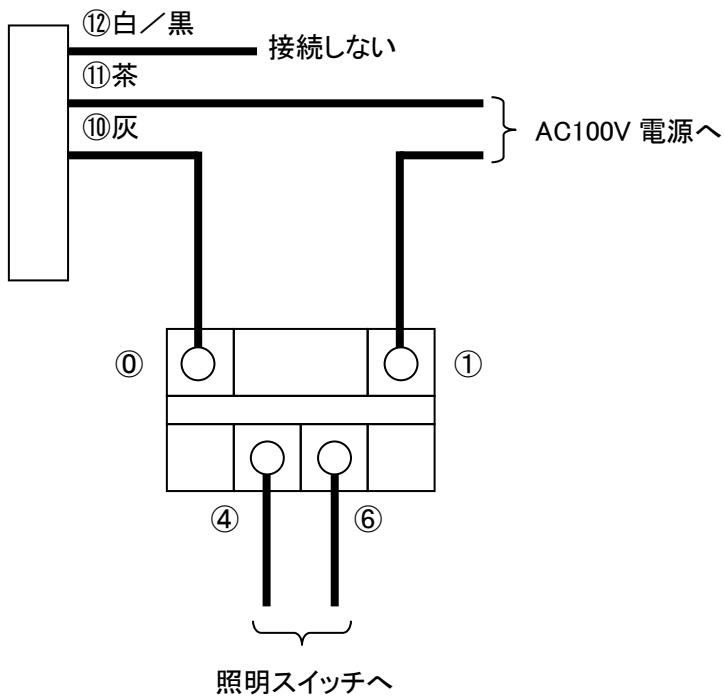 ⑫白／黒
接続しない
⑪茶
⑩灰
AC100V 電源へ
⓪
①
④
⑥
照明スイッチへ